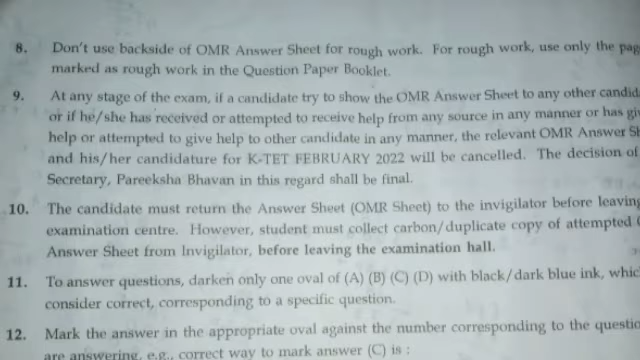 8. Don't use backside of OMR Answer Sheet for rough work. For rough work, use only the
marked as rough work in the Question Paper Booklet.
9. At any stage of the exam, if a candidate try to show the OMR Answer Sheet to any other
or if he/she has received or attempted to receive help from any source in any manner or has
help or attempted to give help to other candidate in any manner, the relevant OMR Answer
and his/her candidature for K-TET FEBRUARY 2022 will be cancelled. The decision of
Secretary, Pareeksha Bhavan in this regard shall be final.
10. The candidate must return the Answer Sheet (OMR Sheet) to the invigilator before leaving
examination centre. However, student must collect carbon/duplicate copy of attempted
Answer Sheet from Invigilator, before leaving the examination hall.
11. To answer questions, darken only one oval of (A) (B) (C) (D) with black/dark blue ink,
consider correct, corresponding to a specific question.
12. Mark the answer in the appropriate oval against the number corresponding to the
are answering, e.g., correct way to mark answer (C) is :